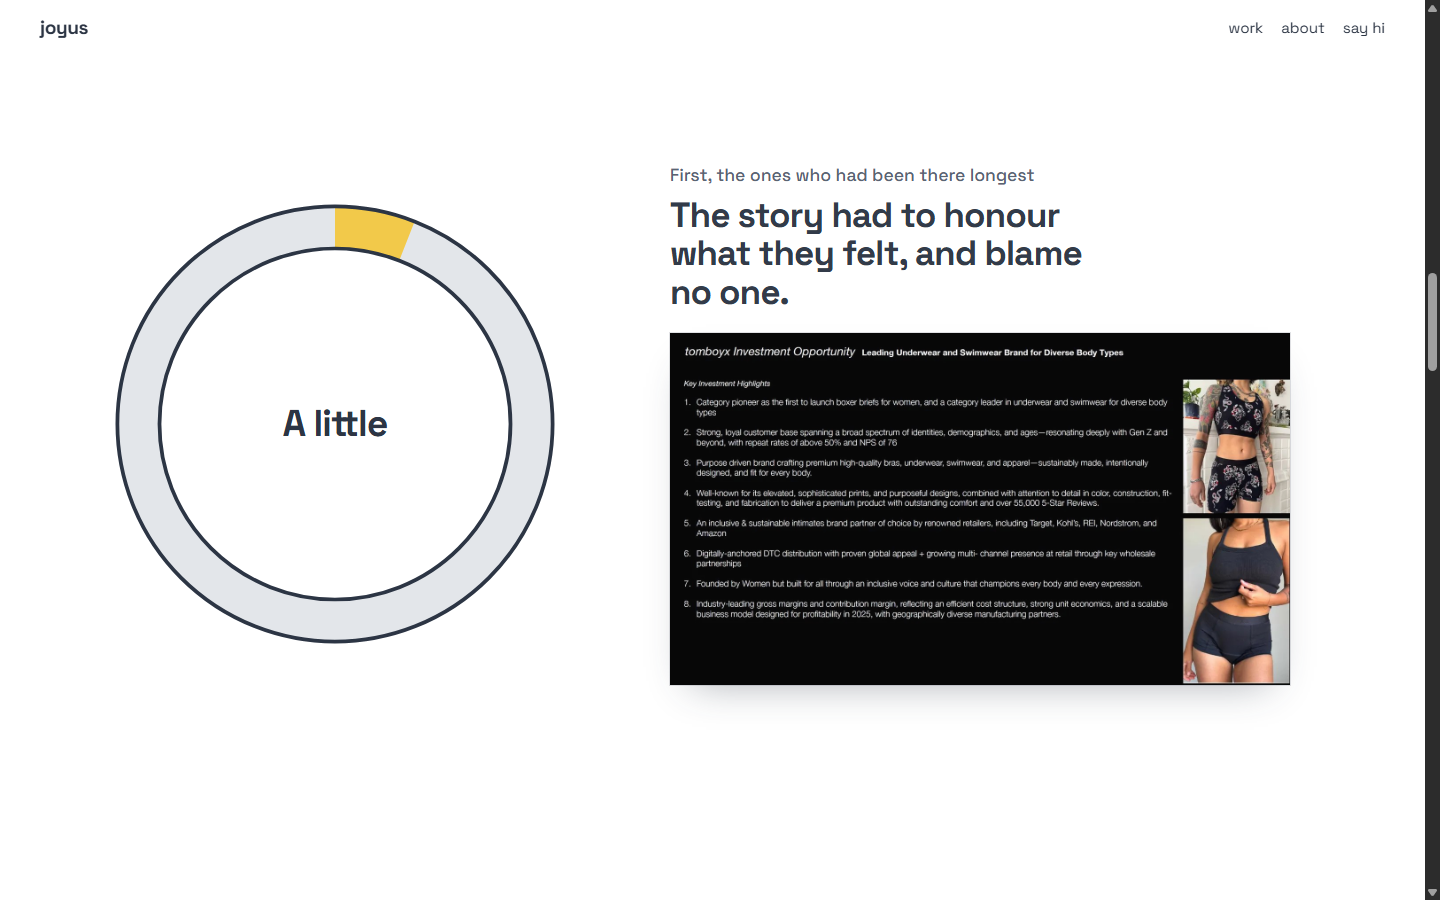 joyus
work about say hi
First, the ones who had been there longest
The story had to honour
what they felt, and blame
no one.
A little
tomboyx Investment Opportunity Leading Underwear and Swimwear Brand for Diverse Body Types
Key Investment Highlights
1. Category pioneer as the first to launch boxer briefs for women, and a category leader in underwear and swimwear for diverse body
types
2. Strong, loyal customer base spanning a broad spectrum of identities, demographics, and ages—resonating deeply with Gen Z and
beyond, with repeat rates of above 50% and NPS of 76
3. Purpose driven brand crafting premium high-quality bras, underwear, swimwear, and apparel—sustainably made, intentionally
designed, and fit for every body.
4. Well-known for its elevated, sophisticated prints, and purposeful designs, combined with attention to detail in color, construction, fit-
testing, and fabrication to deliver a premium product with outstanding comfort and over 55,000 5-Star Reviews.
5. An inclusive & sustainable intimates brand partner of choice by renowned retailers, including Target, Kohl's, REI, Nordstrom, and
Amazon
6. Digitally-anchored DTC distribution with proven global appeal + growing multi- channel presence at retail through key wholesale
partnerships
7. Founded by Women but built for all through an inclusive voice and culture that champions every body and every expression.
8. Industry-leading gross margins and contribution margin, reflecting an efficient cost structure, strong unit economics, and a scalable
business model designed for profitability in 2025, with geographically diverse manufacturing partners.